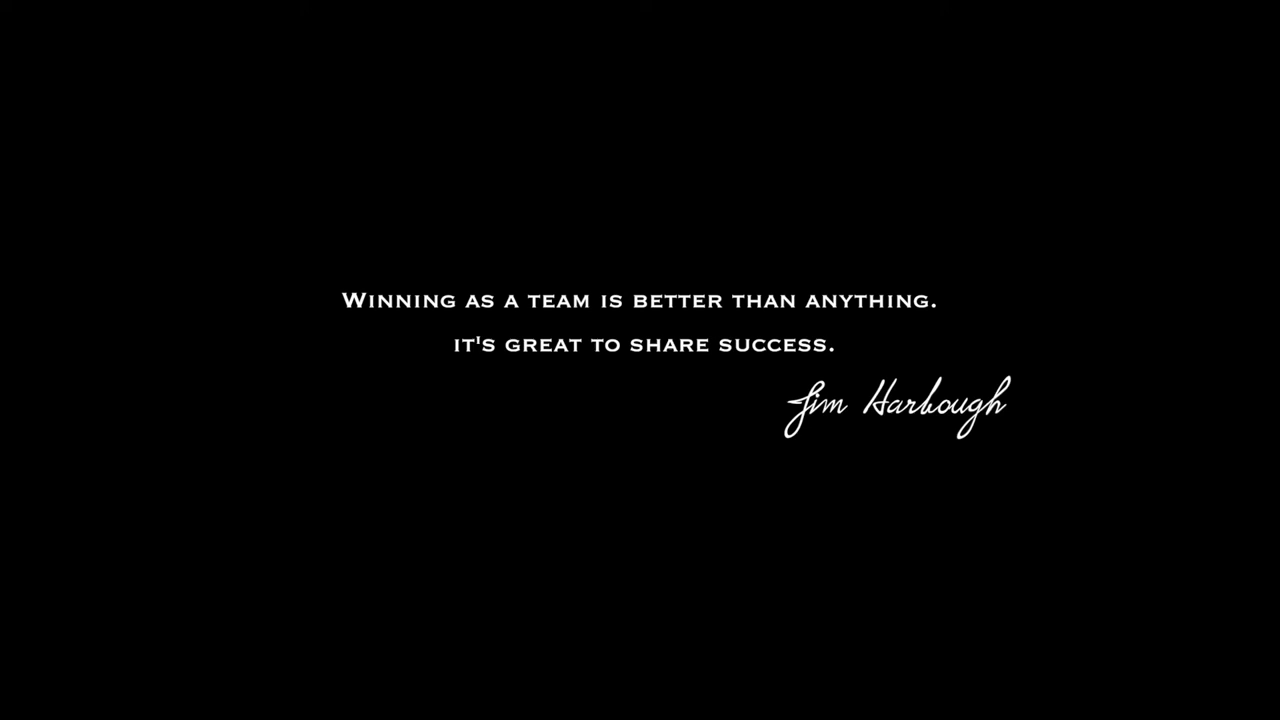 Winning as a team is better than anything.
it's great to share success.
Jim Harbough